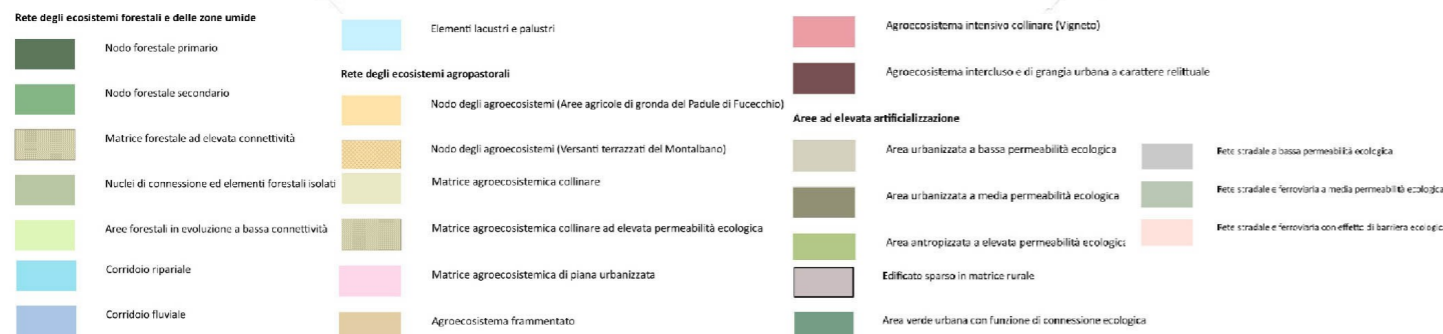 Rete degli ecosistemi forestali e delle zone umide
Nodo forestale primario
Nodo forestale secondario
Matrice forestale ad elevata connettività
Nuclei di connessione ed elementi forestali isolati
Aree forestali in evoluzione a bassa connettività
Corridoio ripariale
Corridoio fluviale
Elementi lacustri e palustri
Rete degli ecosistemi agropastorali
Nodo degli agroecosistemi (Aree agricole di gronda del Padule di Fucecchio)
Nodo degli agroecosistemi (Versanti terrazzati del Montalbano)
Matrice agroecosistemica collinare
Matrice agroecosistemica collinare ad elevata permeabilità ecologica
Matrice agroecosistemica di piana urbanizzata
Agroecosistema frammentato
Agroecosistema intensivo collinare (Vigneto)
Agroecosistema intercluso e di grangia urbana a carattere relittuale
Aree ad elevata artificializzazione
Area urbanizzata a bassa permeabilità ecologica
Area urbanizzata a media permeabilità ecologica
Area antropizzata a elevata permeabilità ecologic
Edificato sparso in matrice rurale
Area verde urbana con funzione di connessione ecologica
Rete stradale a bassa permeabilità ecologica
Rete stradale e ferroviaria a media permeabilità ecologica
Rete stradale e ferroviaria con effetto di barriera ecologic